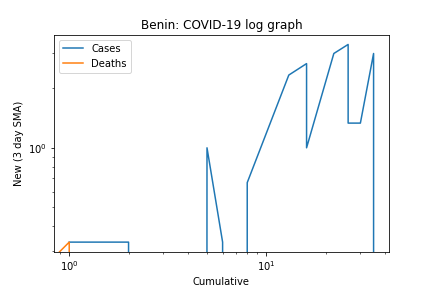 Benin: COVID-19 log graph
Cases
Deaths
New (3 day SMA)
10⁰
10⁰
10¹
Cumulative